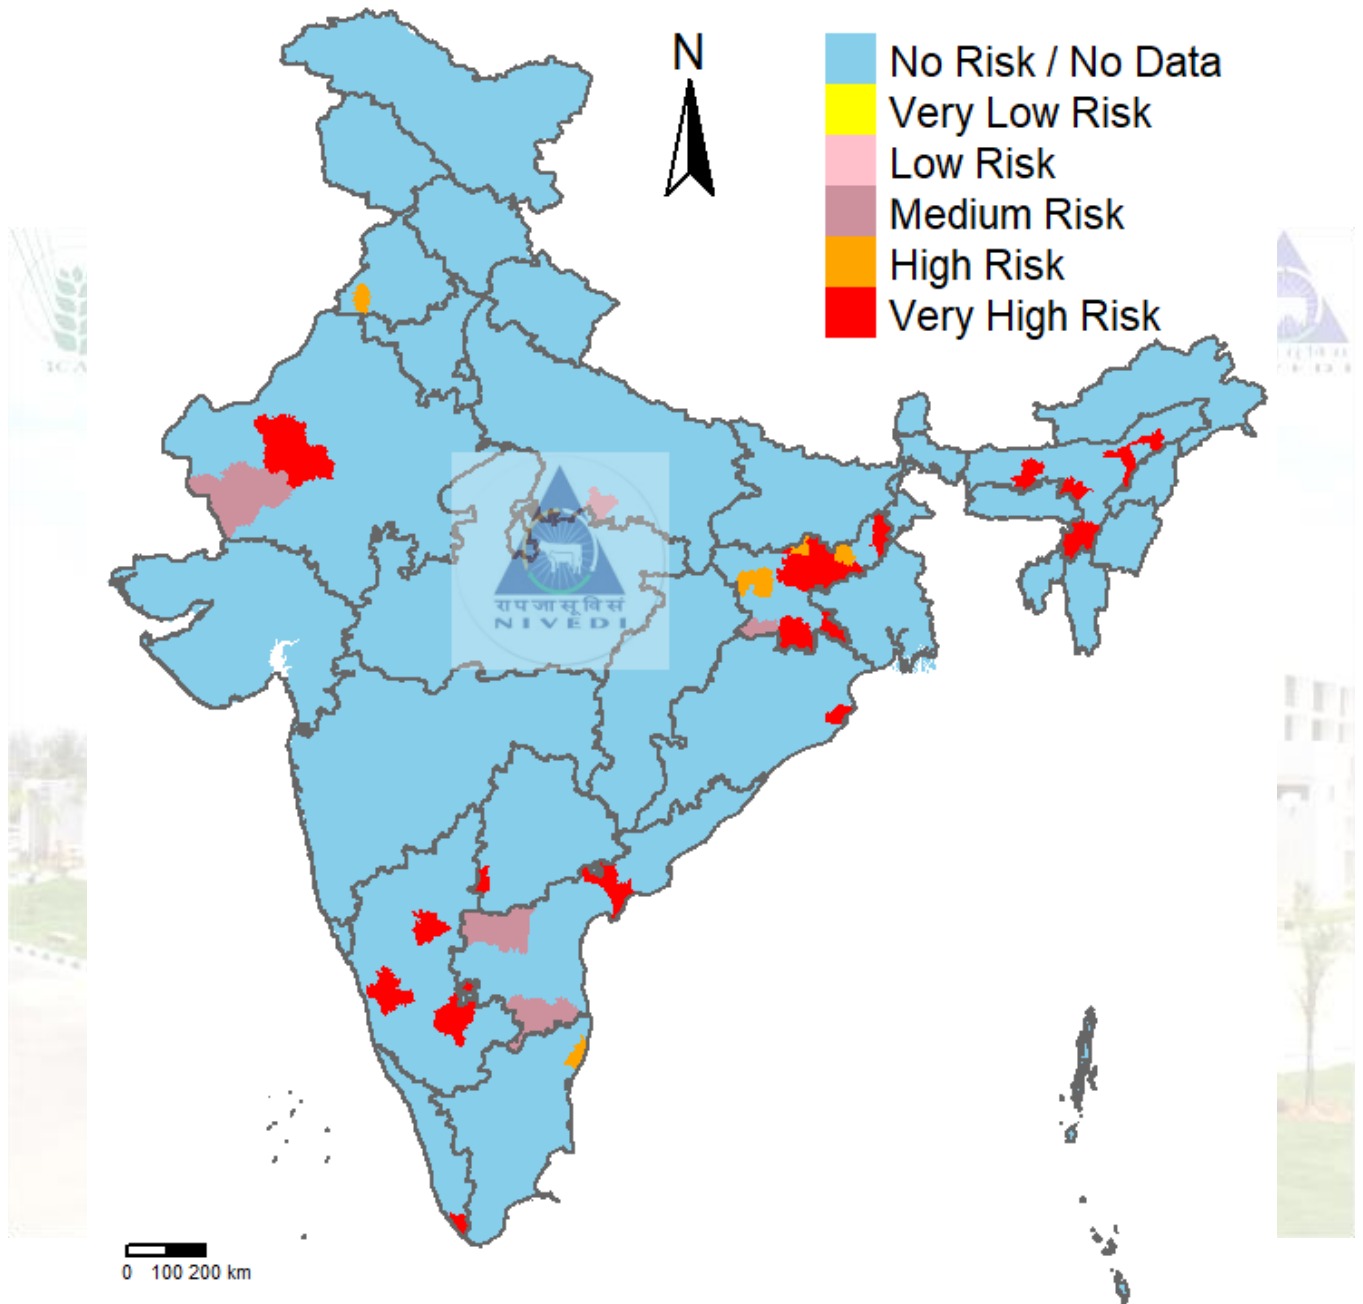 N
No Risk / No Data
Very Low Risk
Low Risk
Medium Risk
High Risk
Very High Risk
राप जा सू वि सं
NIVEDI
0 100 200 km